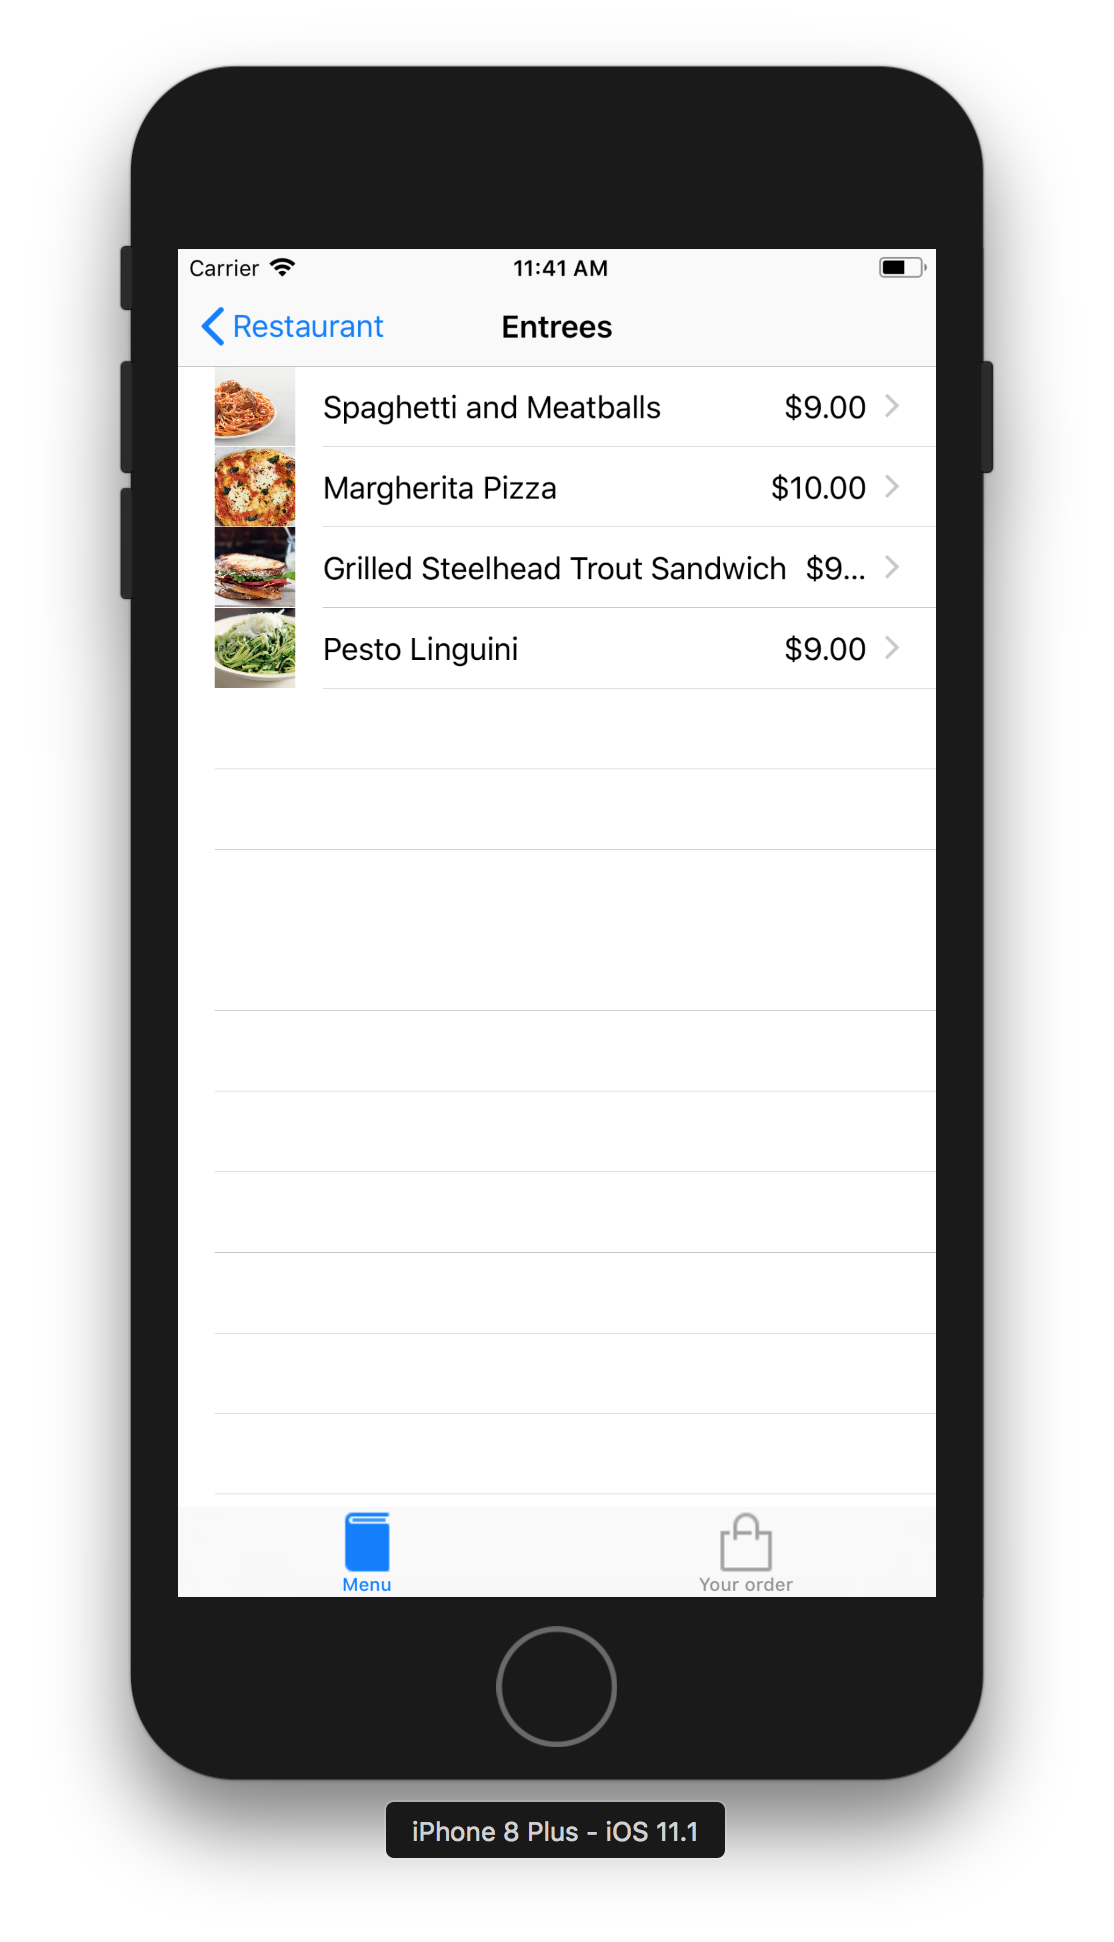 Carrier 11:41 AM
Restaurant Entrees
Spaghetti and Meatballs $9.00
Margherita Pizza $10.00
Grilled Steelhead Trout Sandwich $9...
Pesto Linguini $9.00
Menu Your order
iPhone 8 Plus - iOS 11.1